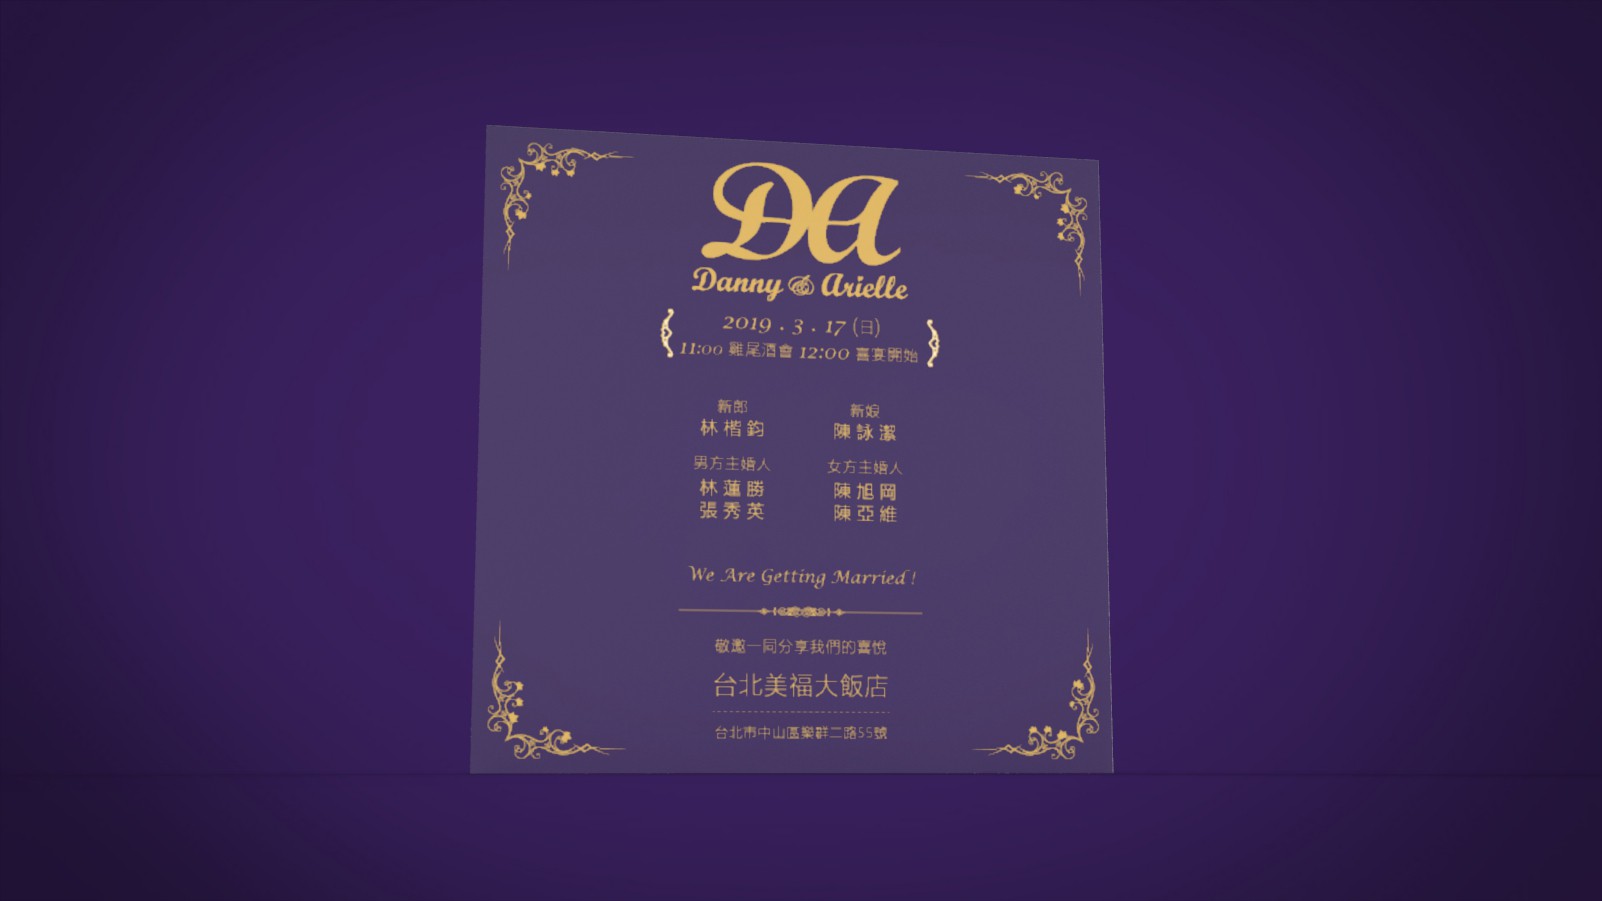 DA
Danny & Arielle
2019 . 3 . 17 (日)
11:00 雞尾酒會 12:00 喜宴開始
新郎 新娘
林楷鈞 陳詠潔
男方主婚人 女方主婚人
林蓮勝 陳旭岡
張秀英 陳亞維
We Are Getting Married !
敬邀一同分享我們的喜悅
台北美福大飯店
台北市中山區樂群二路55號